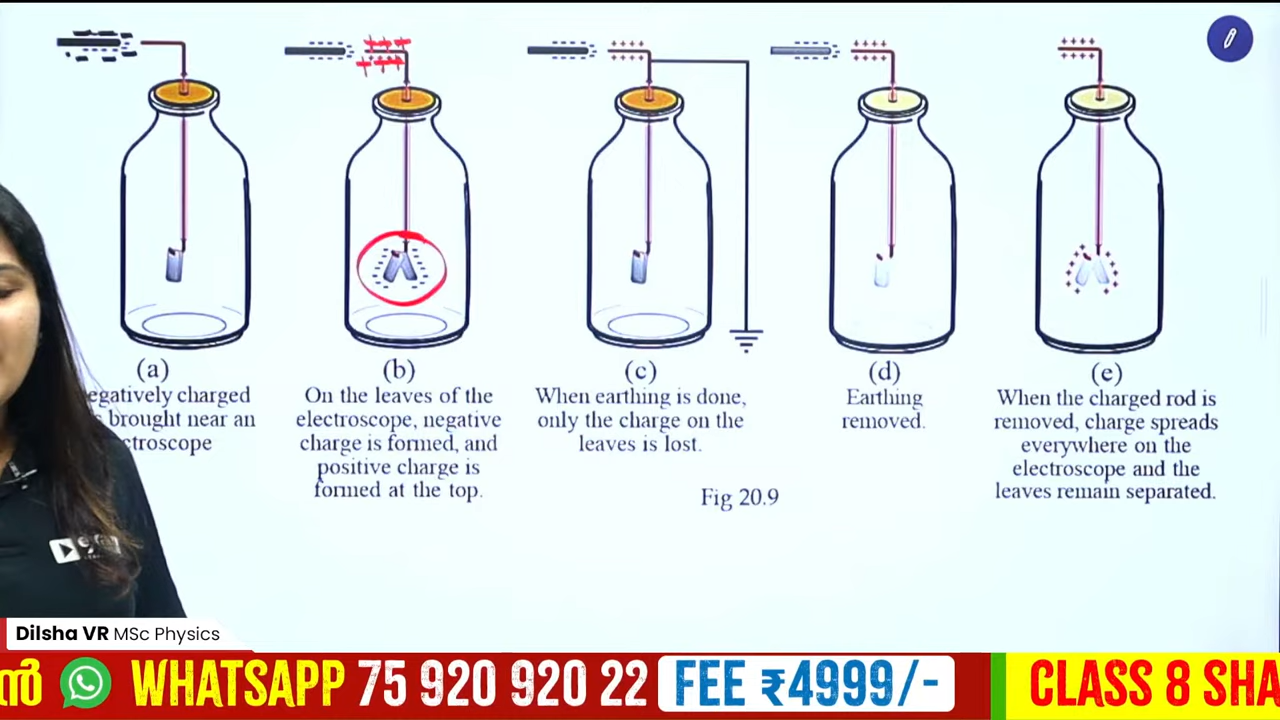 (a)
egatively charged
brought near an
ctroscope
(b)
On the leaves of the
electroscope, negative
charge is formed, and
positive charge is
formed at the top.
(c)
When earthing is done,
only the charge on the
leaves is lost.
(d)
Earthing
removed.
(e)
When the charged rod is
removed, charge spreads
everywhere on the
electroscope and the
leaves remain separated.
Fig 20.9
Dilsha VR MSc Physics
ൻ WHATSAPP 75 920 920 22 FEE ₹4999/- CLASS 8 SHA